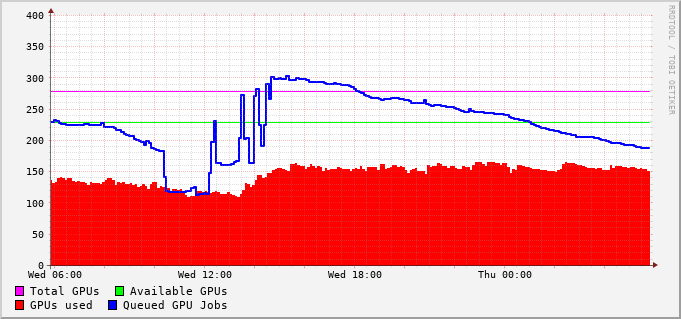 RRDTOOL / TOBI OETIKER
400
350
300
250
200
150
100
50
0
Wed 06:00 Wed 12:00 Wed 18:00 Thu 00:00
Total GPUs Available GPUs
GPUs used Queued GPU Jobs